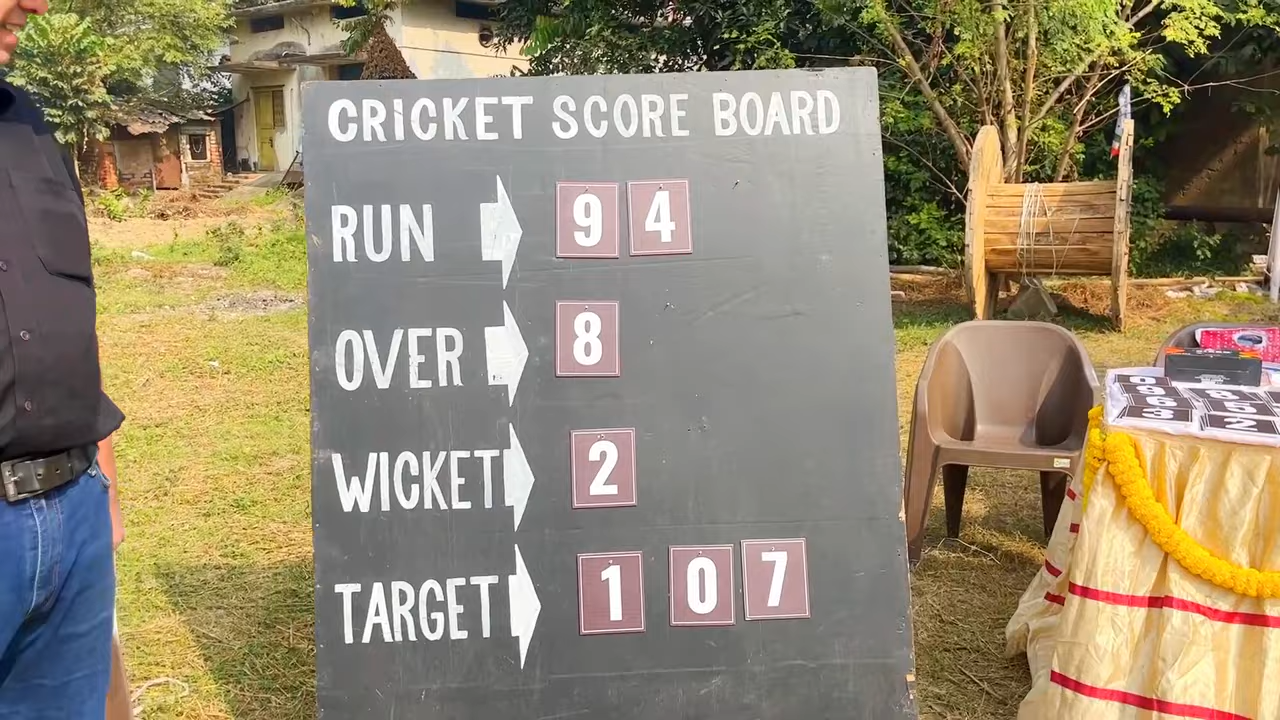 CRICKET SCORE BOARD
RUN 94
OVER 8
WICKET 2
TARGET 107